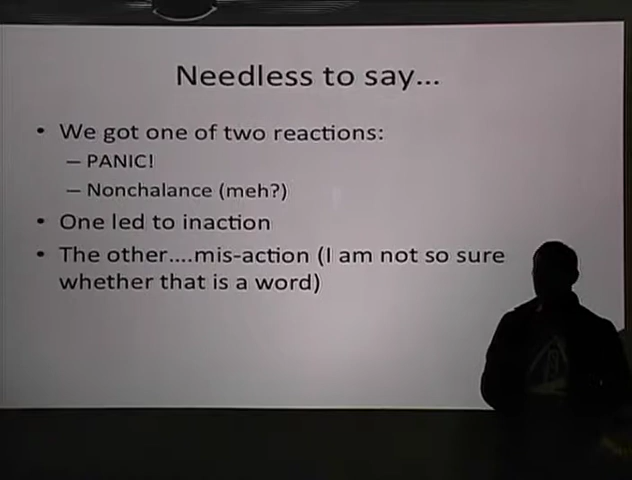 Needless to say...
• We got one of two reactions:
– PANIC!
– Nonchalance (meh?)
• One led to inaction
• The other....mis-action (I am not so sure
whether that is a word)